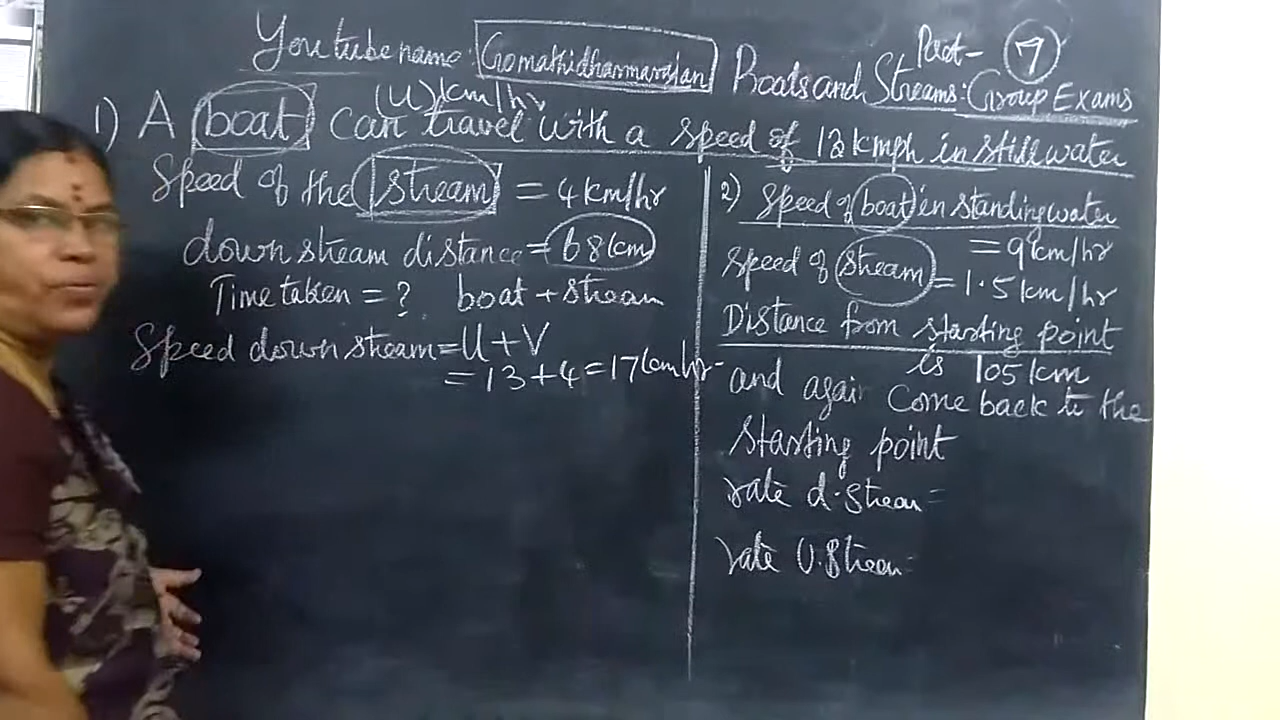 Youtube name: Gomathidharmarajan
Part- 7
Boats and Streams: Group Exams
(U) km/hr
1) A boat can travel with a speed of 13 kmph in still water
Speed of the stream = 4 km/hr
down stream distance = 68 km
Time taken = ? boat + stream
Speed down stream = U + V
= 13 + 4 = 17 km/hr
2) Speed of boat in standing water
= 9 km/hr
Speed of stream = 1.5 km/hr
Distance from starting point
is 105 km
and again come back to the
starting point
rate d. stream =
rate U. Stream =